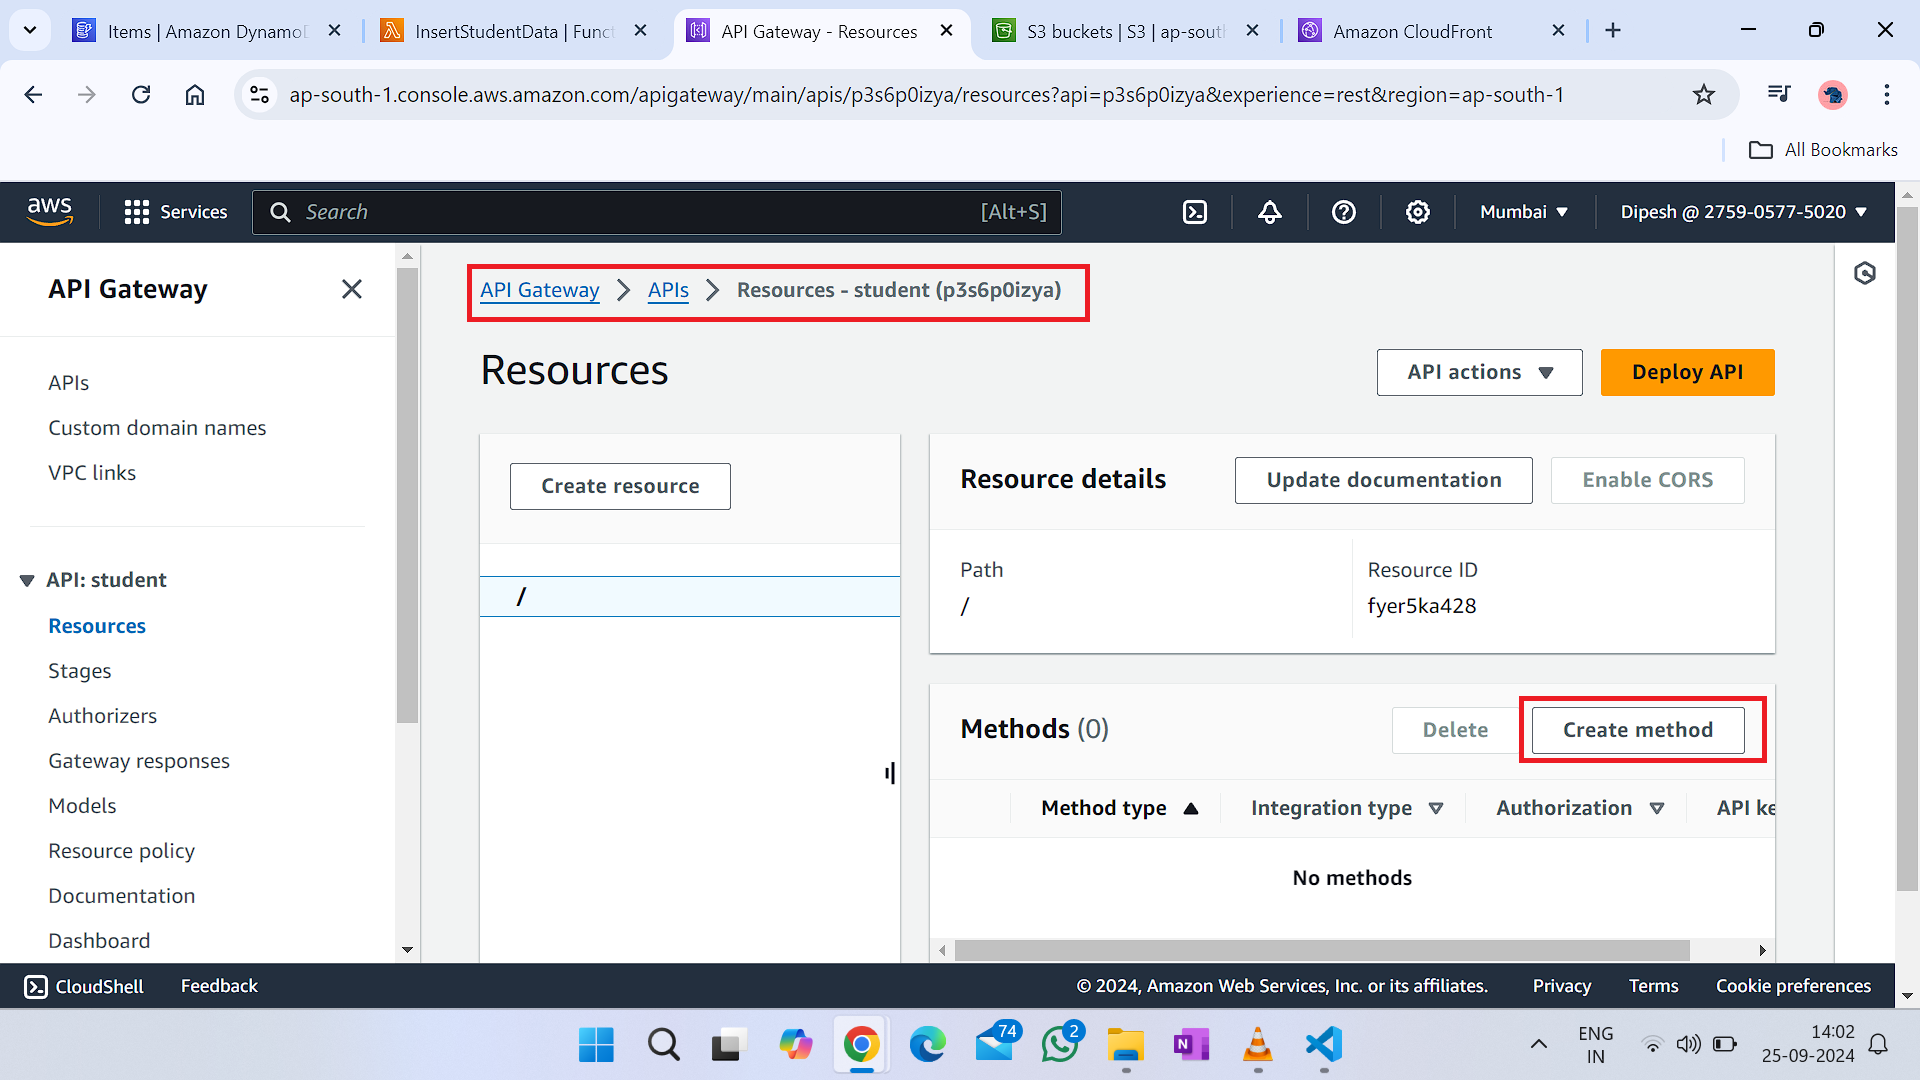 Items | Amazon Dynamo
InsertStudentData | Funct
API Gateway - Resources
S3 buckets | S3 | ap-sout
Amazon CloudFront
ap-south-1.console.aws.amazon.com/apigateway/main/apis/p3s6p0izya/resources?api=p3s6p0izya&experience=rest&region=ap-south-1
All Bookmarks
aws
Services
Search
[Alt+S]
Mumbai
Dipesh @ 2759-0577-5020
API Gateway
APIs
Custom domain names
VPC links
API: student
Resources
Stages
Authorizers
Gateway responses
Models
Resource policy
Documentation
Dashboard
API Gateway > APIs > Resources - student (p3s6p0izya)
Resources
API actions
Deploy API
Create resource
/
Resource details
Update documentation
Enable CORS
Path
/
Resource ID
fyer5ka428
Methods (0)
Delete
Create method
Method type
Integration type
Authorization
API ke
No methods
CloudShell
Feedback
© 2024, Amazon Web Services, Inc. or its affiliates.
Privacy
Terms
Cookie preferences
74
2
N
ENG
IN
14:02
25-09-2024